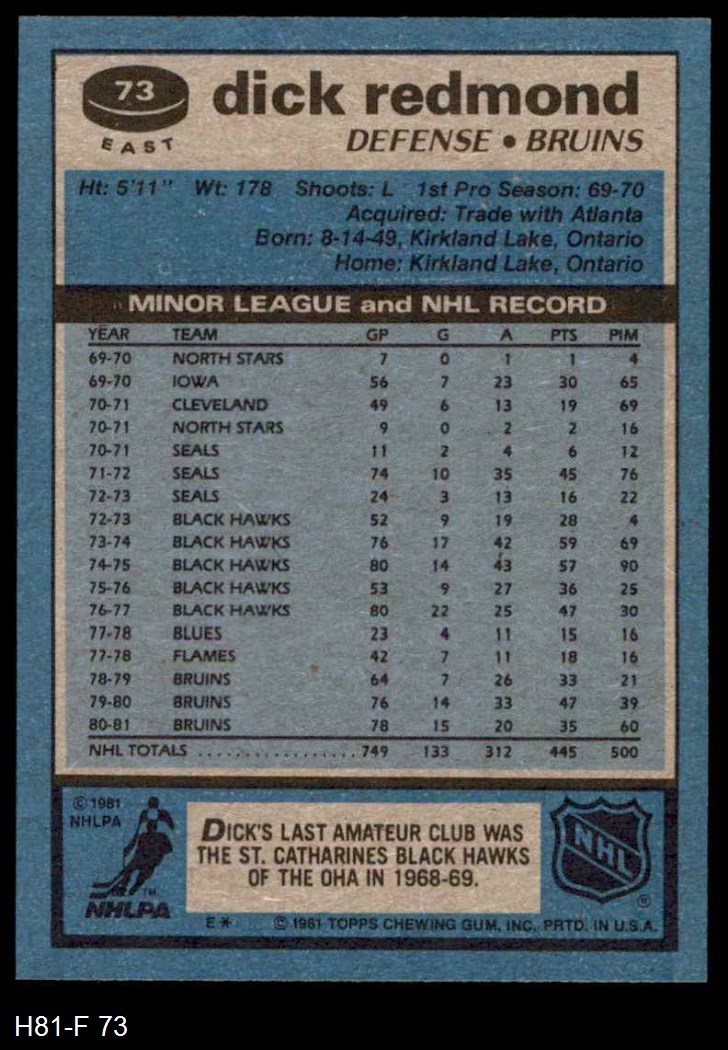 73
EAST
dick redmond
DEFENSE • BRUINS
Ht: 5'11" Wt: 178 Shoots: L 1st Pro Season: 69-70
Acquired: Trade with Atlanta
Born: 8-14-49, Kirkland Lake, Ontario
Home: Kirkland Lake, Ontario
MINOR LEAGUE and NHL RECORD
YEAR TEAM GP G A PTS PIM
69-70 NORTH STARS 7 0 1 1 4
69-70 IOWA 56 7 23 30 65
70-71 CLEVELAND 49 6 13 19 69
70-71 NORTH STARS 9 0 2 2 16
70-71 SEALS 11 2 4 6 12
71-72 SEALS 74 10 35 45 76
72-73 SEALS 24 3 13 16 22
72-73 BLACK HAWKS 52 9 19 28 4
73-74 BLACK HAWKS 76 17 42 59 69
74-75 BLACK HAWKS 80 14 43 57 90
75-76 BLACK HAWKS 53 9 27 36 25
76-77 BLACK HAWKS 80 22 25 47 30
77-78 BLUES 23 4 11 15 16
77-78 FLAMES 42 7 11 18 16
78-79 BRUINS 64 7 26 33 21
79-80 BRUINS 76 14 33 47 39
80-81 BRUINS 78 15 20 35 60
NHL TOTALS .................. 749 133 312 445 500
© 1981
NHLPA
TM
NHLPA
DICK'S LAST AMATEUR CLUB WAS
THE ST. CATHARINES BLACK HAWKS
OF THE OHA IN 1968-69.
NHL
®
E* © 1981 TOPPS CHEWING GUM, INC. PRTD. IN U.S.A.
H81-F 73